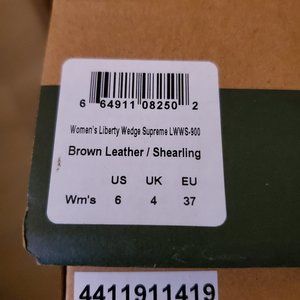 6 64911 08250 2
Women's Liberty Wedge Supreme LWWS-900
Brown Leather / Shearling
US UK EU
Wm's 6 4 37
4411911419